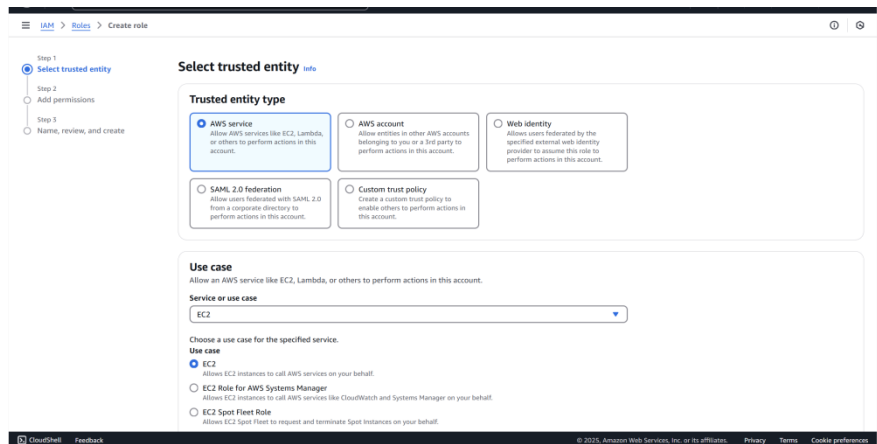 IAM > Roles > Create role
Step 1
Select trusted entity
Step 2
Add permissions
Step 3
Name, review, and create
Select trusted entity Info
Trusted entity type
AWS service
Allow AWS services like EC2, Lambda,
or others to perform actions in this
account.
AWS account
Allow entities in other AWS accounts
belonging to you or a 3rd party to
perform actions in this account.
Web identity
Allows users federated by the
specified external web identity
provider to assume this role to
perform actions in this account.
SAML 2.0 federation
Allow users federated with SAML 2.0
from a corporate directory to
perform actions in this account.
Custom trust policy
Create a custom trust policy to
enable others to perform actions in
this account.
Use case
Allow an AWS service like EC2, Lambda, or others to perform actions in this account.
Service or use case
EC2
Choose a use case for the specified service.
Use case
EC2
Allows EC2 instances to call AWS services on your behalf.
EC2 Role for AWS Systems Manager
Allows EC2 instances to call AWS services like CloudWatch and Systems Manager on your behalf.
EC2 Spot Fleet Role
Allows EC2 Spot Fleet to request and terminate Spot Instances on your behalf.
CloudShell Feedback © 2025, Amazon Web Services, Inc. or its affiliates. Privacy Terms Cookie preferences